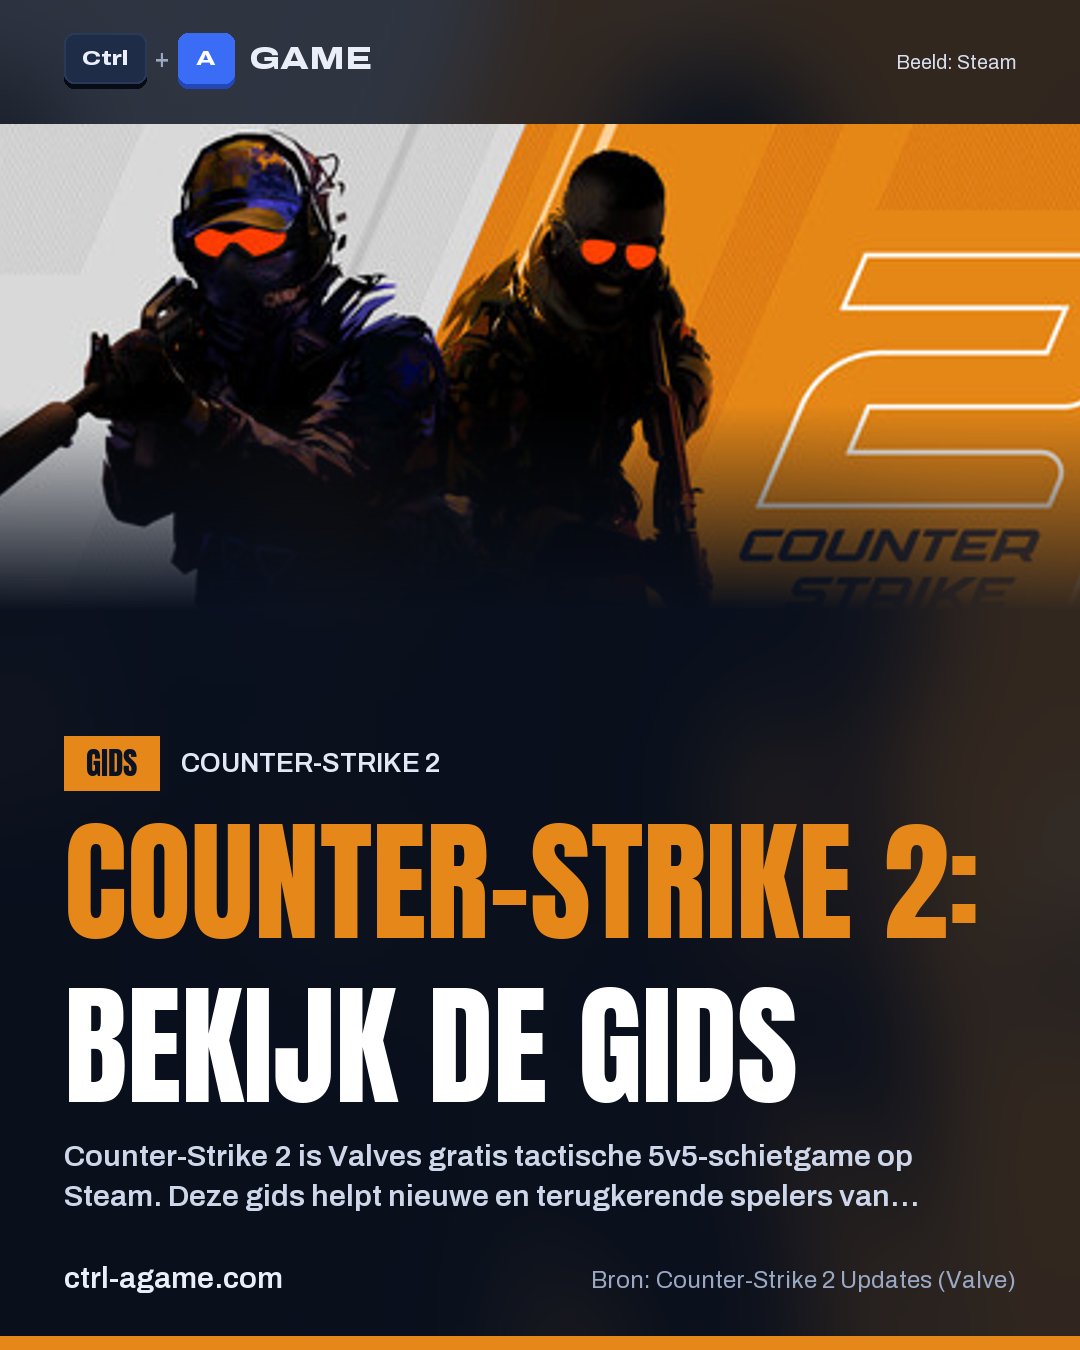 Ctrl + A GAME
Beeld: Steam
2
COUNTER
STRIKE
GIDS COUNTER-STRIKE 2
COUNTER-STRIKE 2:
BEKIJK DE GIDS
Counter-Strike 2 is Valves gratis tactische 5v5-schietgame op
Steam. Deze gids helpt nieuwe en terugkerende spelers van...
ctrl-agame.com
Bron: Counter-Strike 2 Updates (Valve)